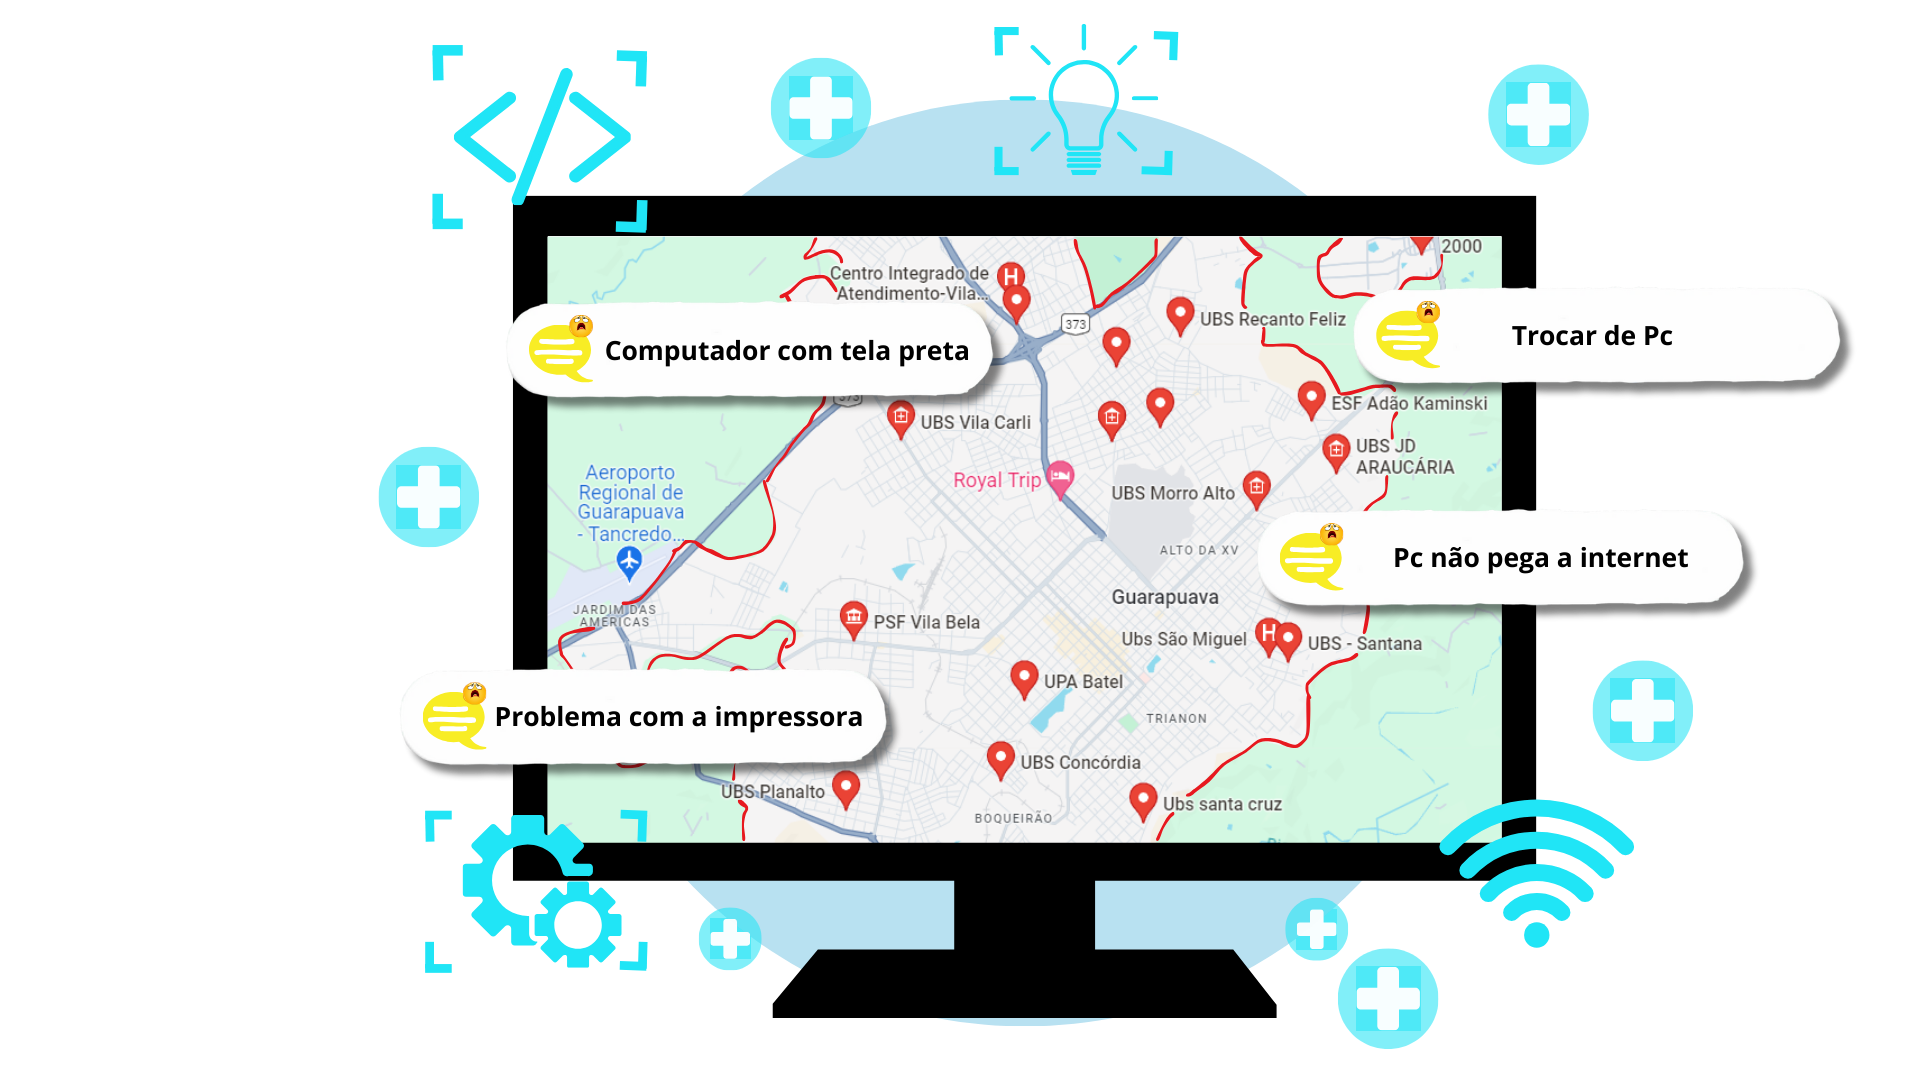 2000
Centro Integrado de
Atendimento-Vila...
373
UBS Recanto Feliz
Trocar de Pc
Computador com tela preta
373
ESF Adão Kaminski
UBS Vila Carli
UBS JD
ARAUCÁRIA
Aeroporto
Regional de
Guarapuava
- Tancredo...
Royal Trip
UBS Morro Alto
ALTO DA XV
Pc não pega a internet
Guarapuava
JARDIM DAS
AMÉRICAS
PSF Vila Bela
Ubs São Miguel
UBS - Santana
UPA Batel
Problema com a impressora
TRIANON
UBS Concórdia
UBS Planalto
Ubs santa cruz
BOQUEIRÃO